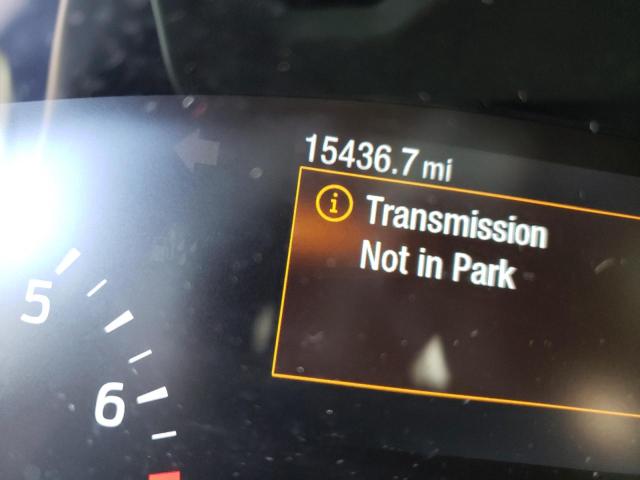 15436.7 mi
i Transmission
Not in Park
5
6